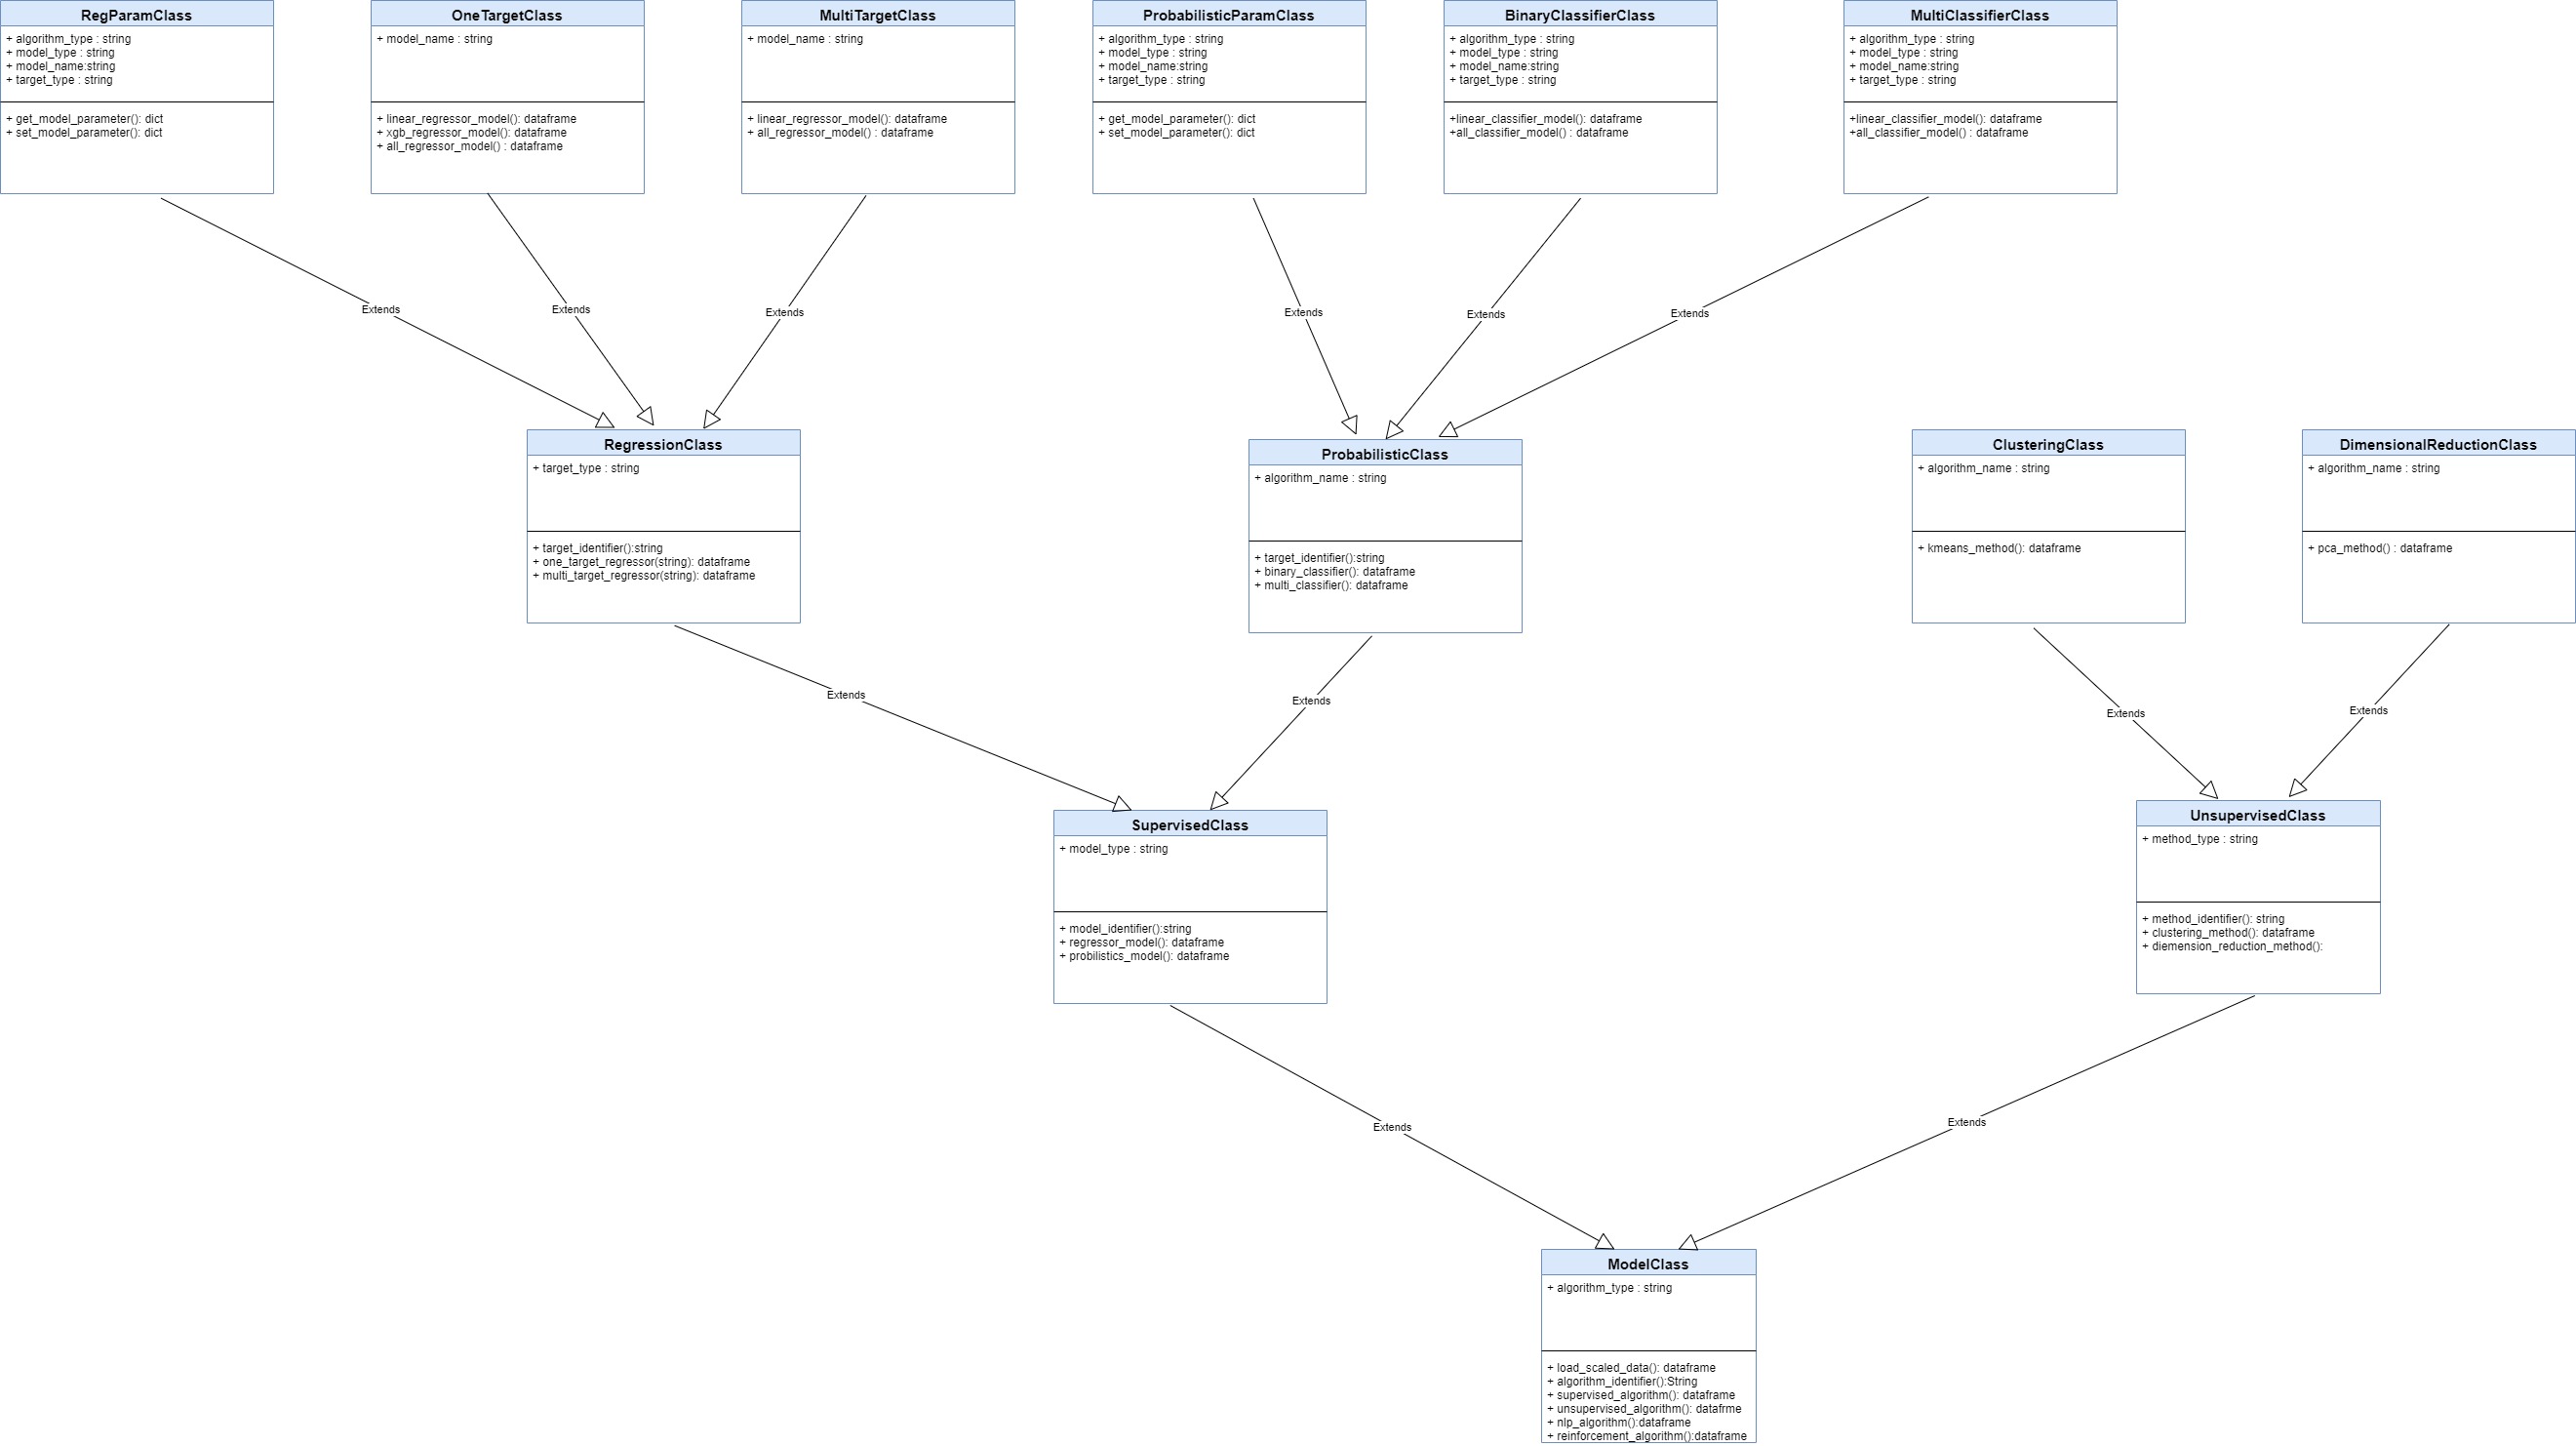 RegParamClass
+ algorithm_type : string
+ model_type : string
+ model_name:string
+ target_type : string
+ get_model_parameter(): dict
+ set_model_parameter(): dict
OneTargetClass
+ model_name : string
+ linear_regressor_model(): dataframe
+ xgb_regressor_model(): dataframe
+ all_regressor_model() : dataframe
MultiTargetClass
+ model_name : string
+ linear_regressor_model(): dataframe
+ all_regressor_model() : dataframe
ProbabilisticParamClass
+ algorithm_type : string
+ model_type : string
+ model_name:string
+ target_type : string
+ get_model_parameter(): dict
+ set_model_parameter(): dict
BinaryClassifierClass
+ algorithm_type : string
+ model_type : string
+ model_name:string
+ target_type : string
+linear_classifier_model(): dataframe
+all_classifier_model() : dataframe
MultiClassifierClass
+ algorithm_type : string
+ model_type : string
+ model_name:string
+ target_type : string
+linear_classifier_model(): dataframe
+all_classifier_model() : dataframe
Extends
Extends
Extends
Extends
Extends
Extends
RegressionClass
+ target_type : string
+ target_identifier():string
+ one_target_regressor(string): dataframe
+ multi_target_regressor(string): dataframe
ProbabilisticClass
+ algorithm_name : string
+ target_identifier():string
+ binary_classifier(): dataframe
+ multi_classifier(): dataframe
ClusteringClass
+ algorithm_name : string
+ kmeans_method(): dataframe
DimensionalReductionClass
+ algorithm_name : string
+ pca_method() : dataframe
Extends
Extends
Extends
Extends
SupervisedClass
+ model_type : string
+ model_identifier():string
+ regressor_model(): dataframe
+ probilistics_model(): dataframe
UnsupervisedClass
+ method_type : string
+ method_identifier(): string
+ clustering_method(): dataframe
+ diemension_reduction_method():
Extends
Extends
ModelClass
+ algorithm_type : string
+ load_scaled_data(): dataframe
+ algorithm_identifier():String
+ supervised_algorithm(): dataframe
+ unsupervised_algorithm(): datafrme
+ nlp_algorithm():dataframe
+ reinforcement_algorithm():dataframe